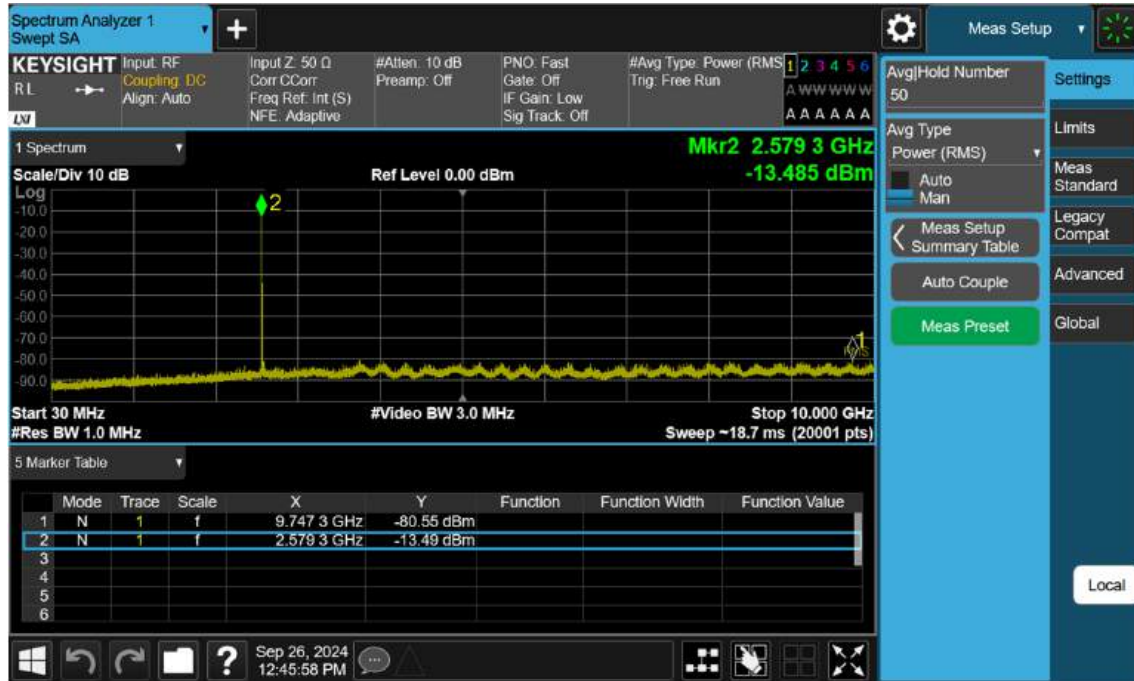 Spectrum Analyzer 1
Swept SA
+
Meas Setup
KEYSIGHT
RL
LXI
Input: RF
Coupling: DC
Align: Auto
Input Z: 50 Ω
Corr CCorr
Freq Ref: Int (S)
NFE: Adaptive
#Atten: 10 dB
Preamp: Off
PNO: Fast
Gate: Off
IF Gain: Low
Sig Track: Off
#Avg Type: Power (RMS
Trig: Free Run
1 2 3 4 5 6
A W W W W W
A A A A A A
Avg|Hold Number
50
Avg Type
Power (RMS)
Auto
Man
Meas Setup
Summary Table
Auto Couple
Meas Preset
Settings
Limits
Meas
Standard
Legacy
Compat
Advanced
Global
Local
1 Spectrum
Mkr2 2.579 3 GHz
Scale/Div 10 dB
Ref Level 0.00 dBm
-13.485 dBm
Log
-10.0
-20.0
-30.0
-40.0
-50.0
-60.0
-70.0
-80.0
-90.0
2
1
RMS
Start 30 MHz
#Video BW 3.0 MHz
Stop 10.000 GHz
#Res BW 1.0 MHz
Sweep ~18.7 ms (20001 pts)
5 Marker Table
Mode Trace Scale X Y Function Function Width Function Value
1 N 1 f 9.747 3 GHz -80.55 dBm
2 N 1 f 2.579 3 GHz -13.49 dBm
3
4
5
6
?
Sep 26, 2024
12:45:58 PM